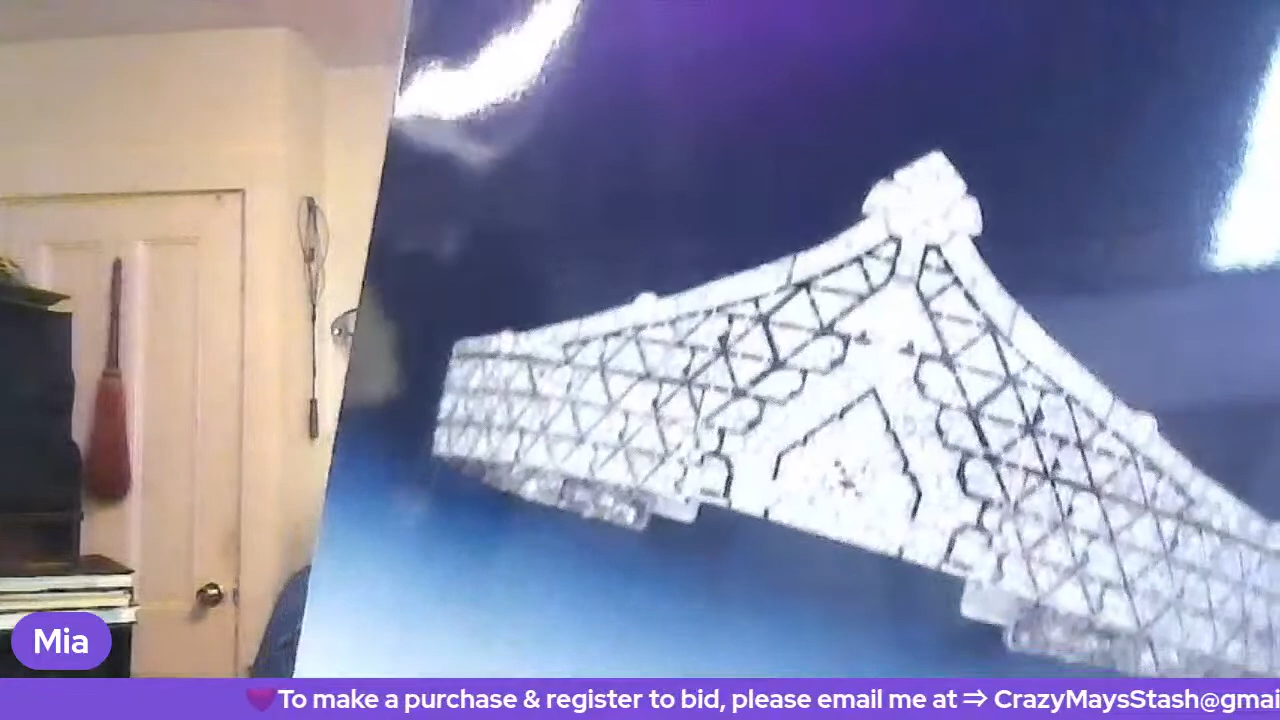 Mia
💜To make a purchase & register to bid, please email me at ⇒ CrazyMaysStash@gmai